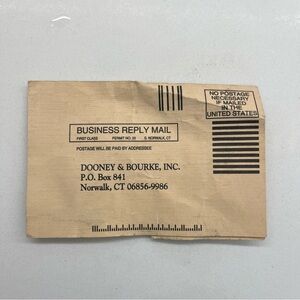 NO POSTAGE
NECESSARY
IF MAILED
IN THE
UNITED STATES
BUSINESS REPLY MAIL
FIRST CLASS PERMIT NO. 20 S. NORWALK, CT
POSTAGE WILL BE PAID BY ADDRESSEE
DOONEY & BOURKE, INC.
P.O. Box 841
Norwalk, CT 06856-9986